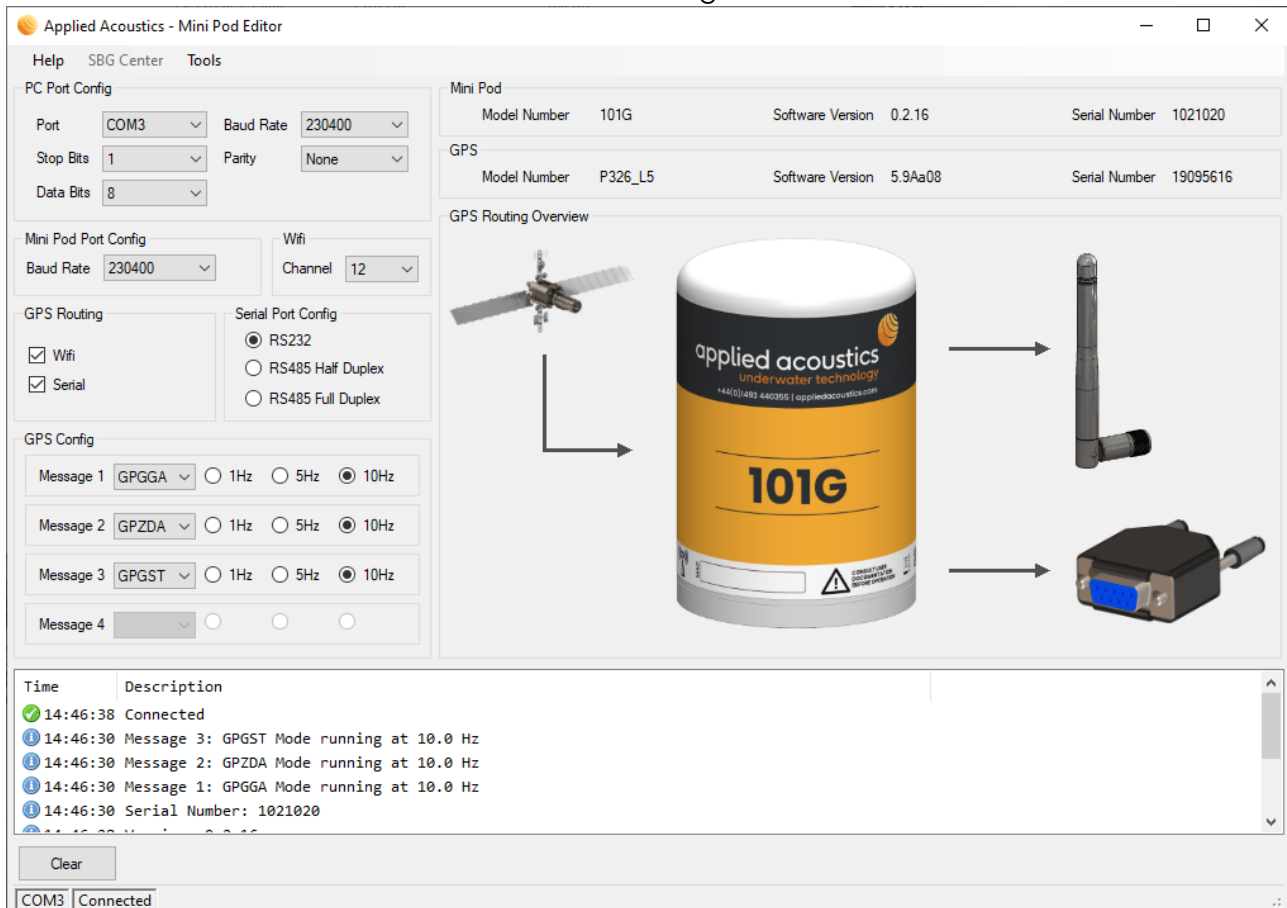 Applied Acoustics - Mini Pod Editor
Help SBG Center Tools
PC Port Config
Port COM3 Baud Rate 230400
Stop Bits 1 Parity None
Data Bits 8
Mini Pod Port Config
Baud Rate 230400
Wifi
Channel 12
GPS Routing
Wifi
Serial
Serial Port Config
RS232
RS485 Half Duplex
RS485 Full Duplex
GPS Config
Message 1 GPGGA 1Hz 5Hz 10Hz
Message 2 GPZDA 1Hz 5Hz 10Hz
Message 3 GPGST 1Hz 5Hz 10Hz
Message 4
Mini Pod
Model Number 101G Software Version 0.2.16 Serial Number 1021020
GPS
Model Number P326_L5 Software Version 5.9Aa08 Serial Number 19095616
GPS Routing Overview
applied acoustics
underwater technology
+44(0)1493 440355 | appliedacoustics.com
101G
CONSULT USER
DOCUMENTATION
BEFORE OPERATION
Time Description
14:46:38 Connected
14:46:30 Message 3: GPGST Mode running at 10.0 Hz
14:46:30 Message 2: GPZDA Mode running at 10.0 Hz
14:46:30 Message 1: GPGGA Mode running at 10.0 Hz
14:46:30 Serial Number: 1021020
Clear
COM3 Connected